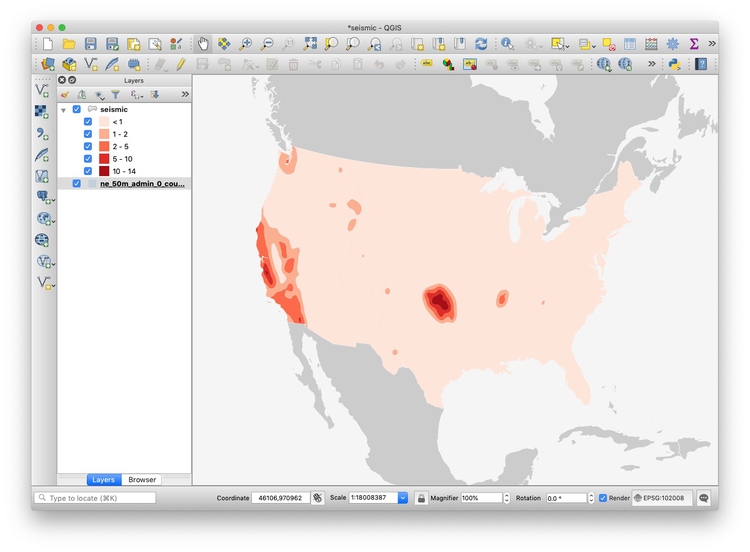 *seismic - QGIS
Layers
seismic
< 1
1 - 2
2 - 5
5 - 10
10 - 14
ne_50m_admin_0_cou...
Layers Browser
Type to locate (⌘K)
Coordinate 46106,970962 Scale 1:18008387 Magnifier 100% Rotation 0.0 ° Render EPSG:102008